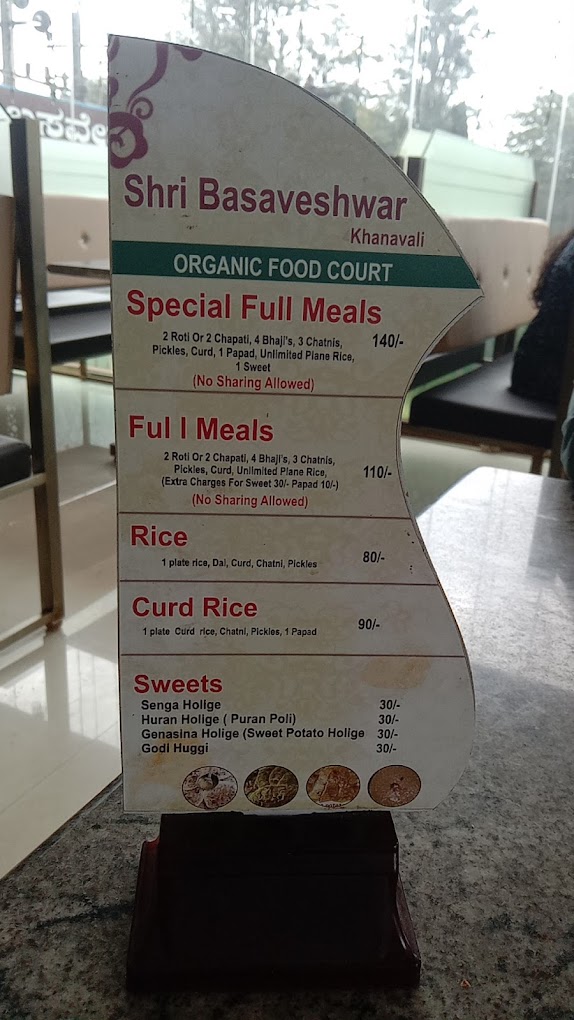 Shri Basaveshwar
Khanavali
ORGANIC FOOD COURT
Special Full Meals
2 Roti Or 2 Chapati, 4 Bhaji's, 3 Chatnis, 140/-
Pickles, Curd, 1 Papad, Unlimited Plane Rice,
1 Sweet
(No Sharing Allowed)
Ful l Meals
2 Roti Or 2 Chapati, 4 Bhaji's, 3 Chatnis,
Pickles, Curd, Unlimited Plane Rice, 110/-
(Extra Charges For Sweet 30/- Papad 10/-)
(No Sharing Allowed)
Rice
1 plate rice, Dal, Curd, Chatni, Pickles 80/-
Curd Rice
1 plate Curd rice, Chatni, Pickles, 1 Papad 90/-
Sweets
Senga Holige 30/-
Huran Holige ( Puran Poli) 30/-
Genasina Holige (Sweet Potato Holige 30/-
Godi Huggi 30/-